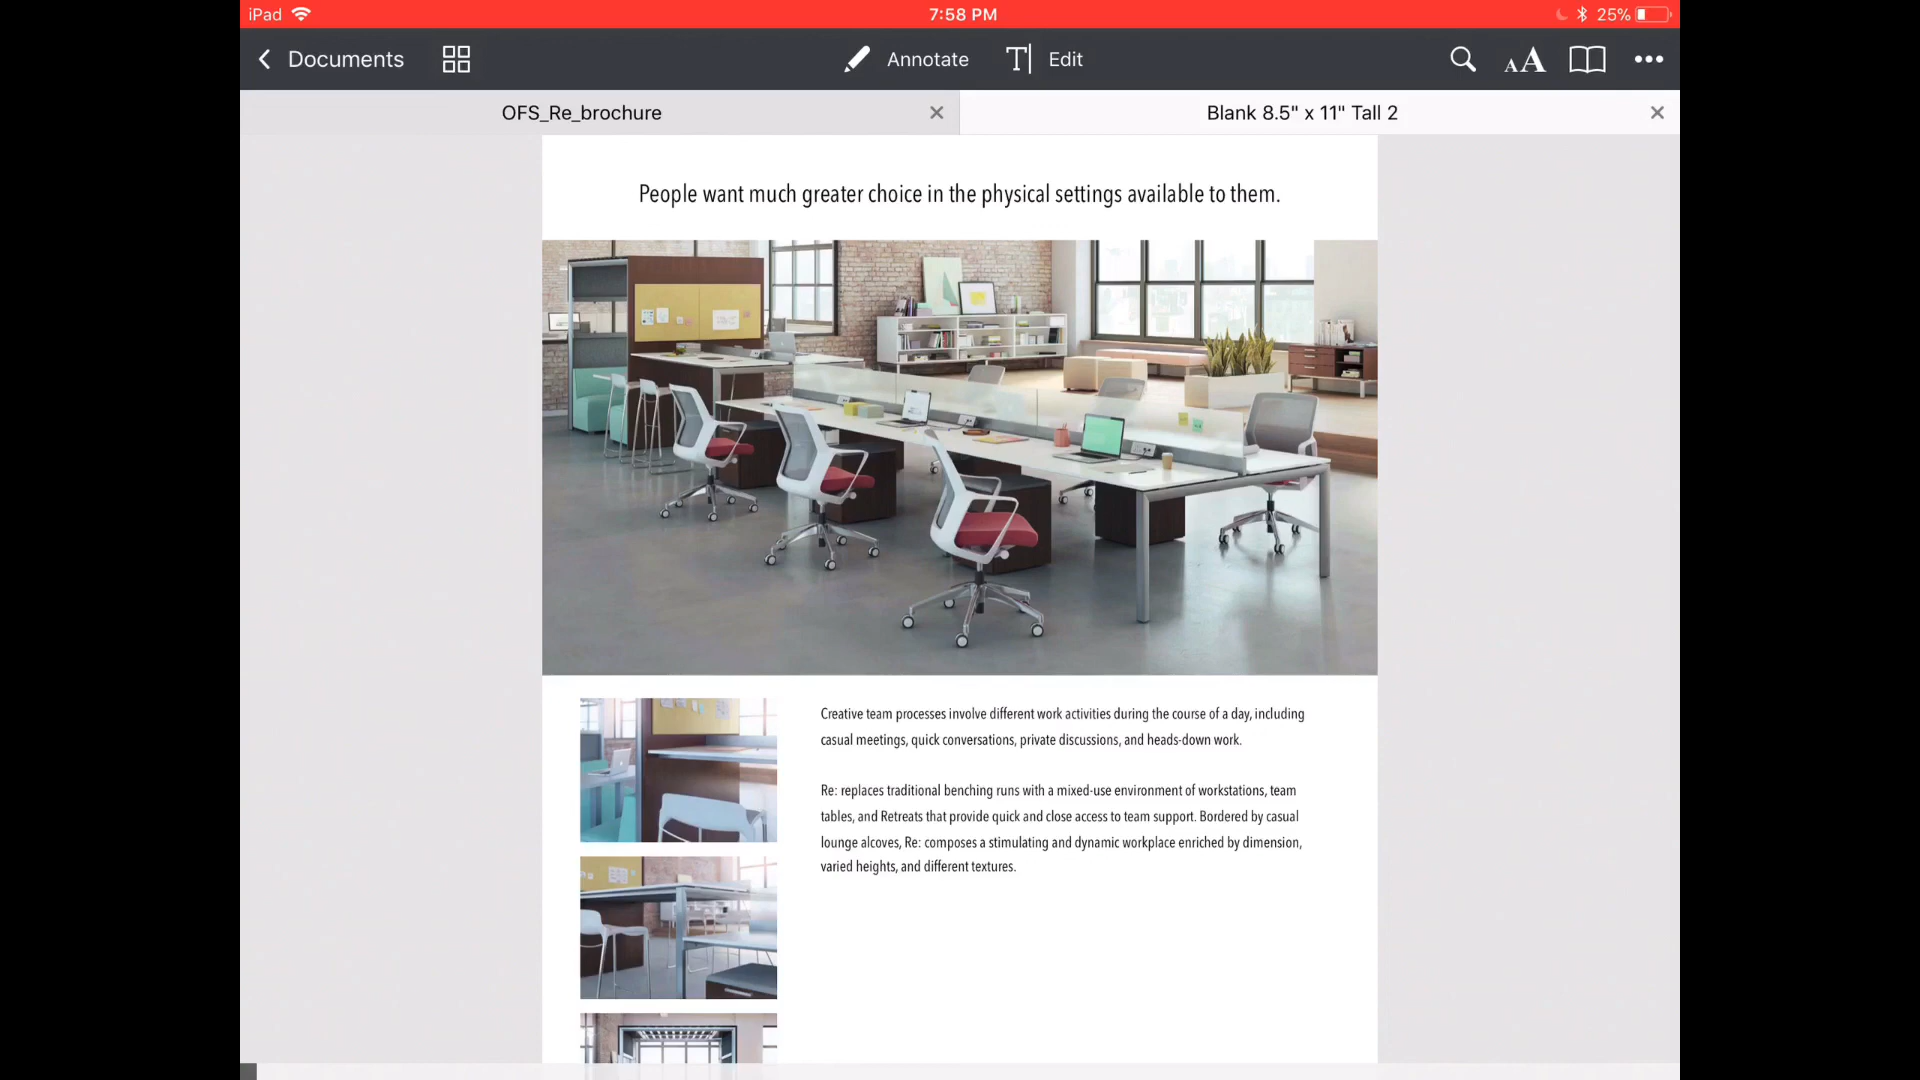 iPad
7:58 PM
25%
Documents
Annotate
T Edit
AA
OFS_Re_brochure
Blank 8.5" x 11" Tall 2
People want much greater choice in the physical settings available to them.
Creative team processes involve different work activities during the course of a day, including
casual meetings, quick conversations, private discussions, and heads-down work.
Re: replaces traditional benching runs with a mixed-use environment of workstations, team
tables, and Retreats that provide quick and close access to team support. Bordered by casual
lounge alcoves, Re: composes a stimulating and dynamic workplace enriched by dimension,
varied heights, and different textures.